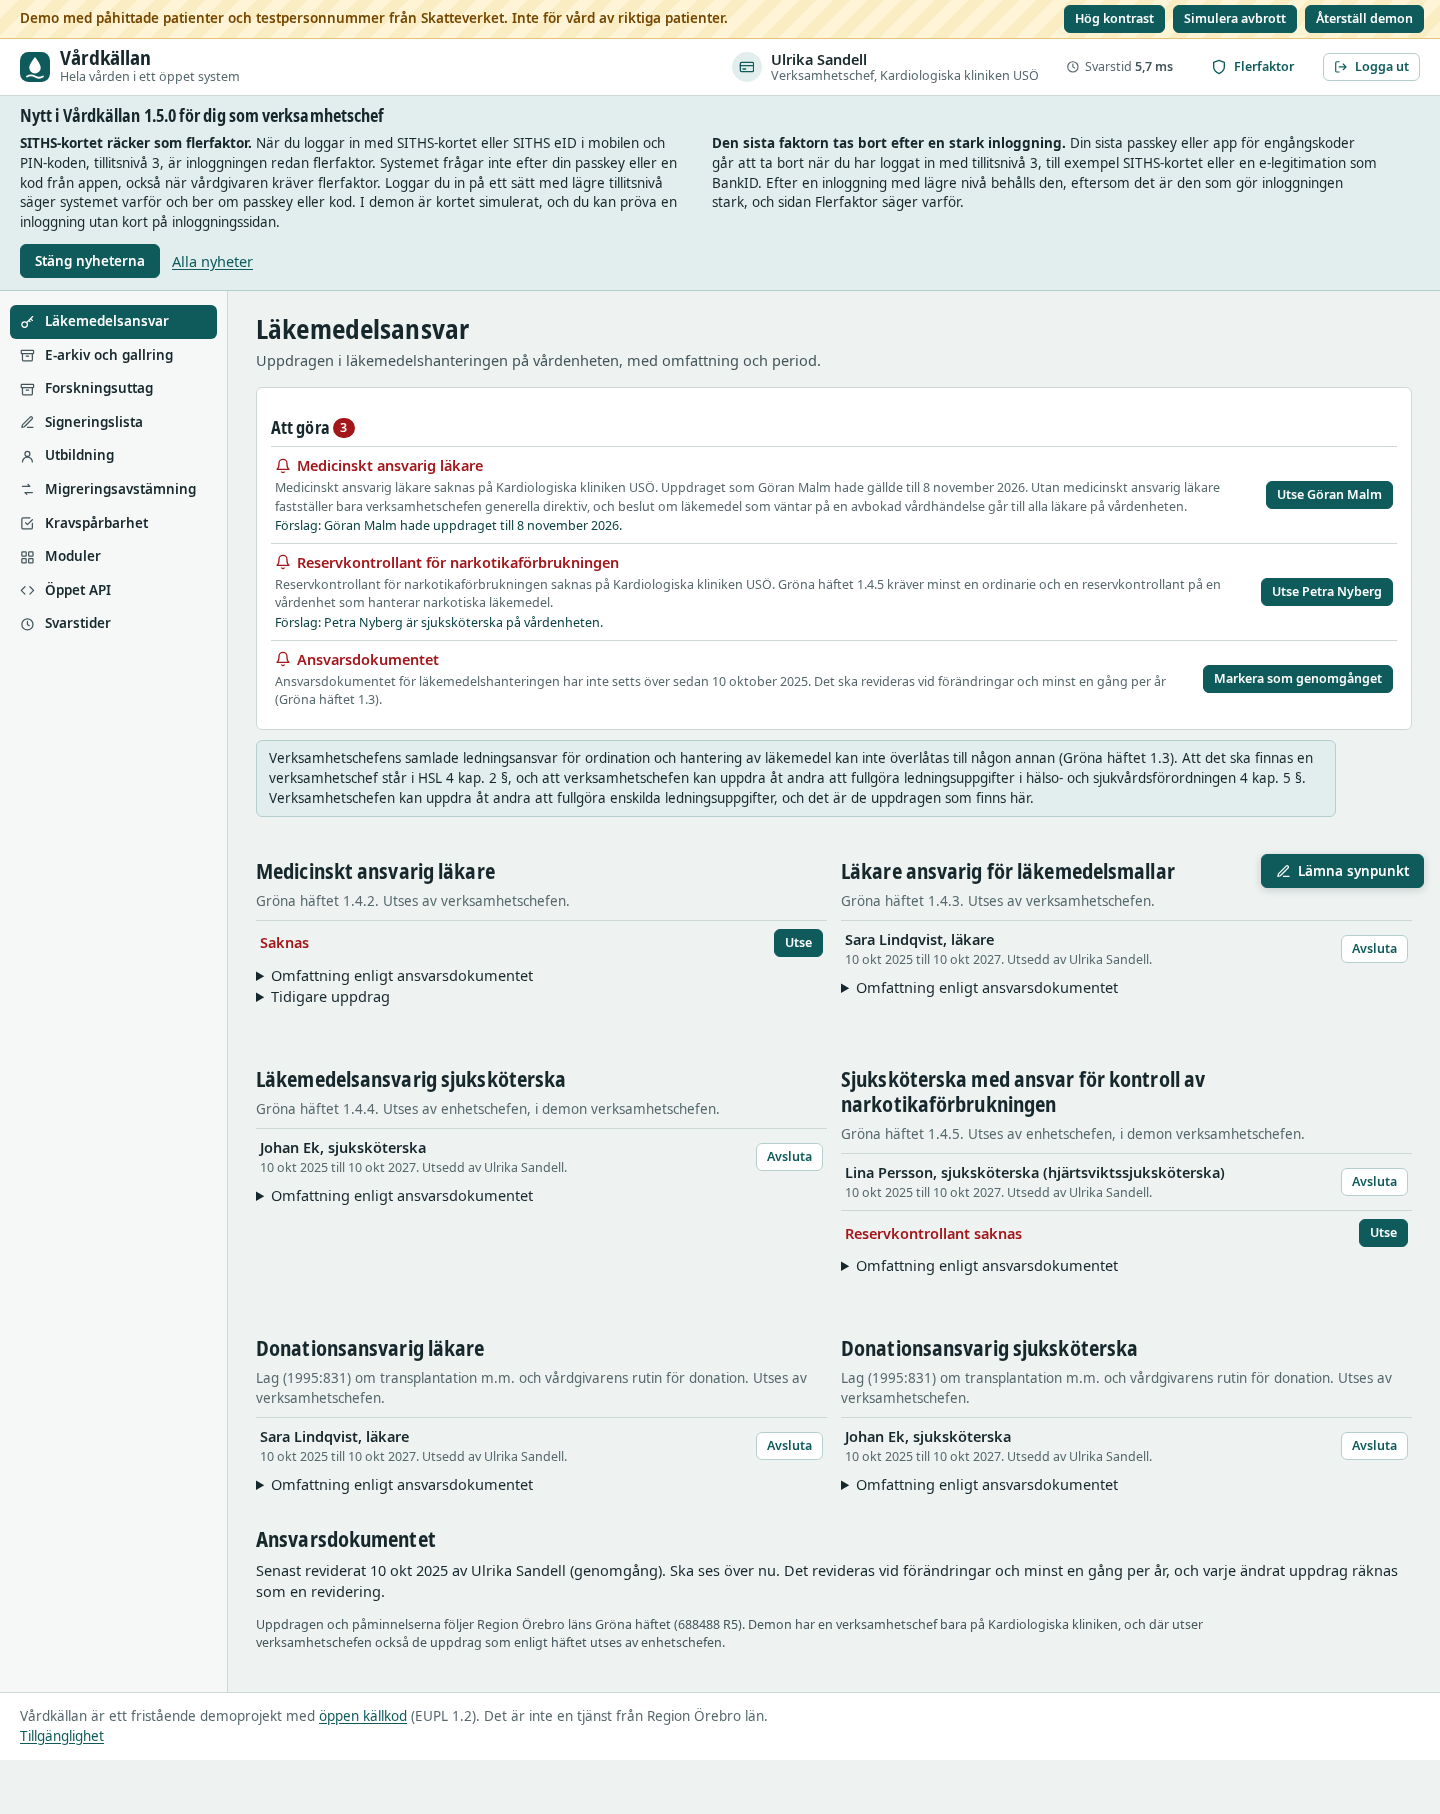 Demo med påhittade patienter och testpersonnummer från Skatteverket. Inte för vård av riktiga patienter.
Hög kontrast
Simulera avbrott
Återställ demon
Vårdkällan
Hela vården i ett öppet system
Ulrika Sandell
Verksamhetschef, Kardiologiska kliniken USÖ
Svarstid 5,7 ms
Flerfaktor
Logga ut
Nytt i Vårdkällan 1.5.0 för dig som verksamhetschef
SITHS-kortet räcker som flerfaktor. När du loggar in med SITHS-kortet eller SITHS eID i mobilen och
PIN-koden, tillitsnivå 3, är inloggningen redan flerfaktor. Systemet frågar inte efter din passkey eller en
kod från appen, också när vårdgivaren kräver flerfaktor. Loggar du in på ett sätt med lägre tillitsnivå
säger systemet varför och ber om passkey eller kod. I demon är kortet simulerat, och du kan pröva en
inloggning utan kort på inloggningssidan.
Den sista faktorn tas bort efter en stark inloggning. Din sista passkey eller app för engångskoder
går att ta bort när du har loggat in med tillitsnivå 3, till exempel SITHS-kortet eller en e-legitimation som
BankID. Efter en inloggning med lägre nivå behålls den, eftersom det är den som gör inloggningen
stark, och sidan Flerfaktor säger varför.
Stäng nyheterna
Alla nyheter
Läkemedelsansvar
E-arkiv och gallring
Forskningsuttag
Signeringslista
Utbildning
Migreringsavstämning
Kravspårbarhet
Moduler
Öppet API
Svarstider
Läkemedelsansvar
Uppdragen i läkemedelshanteringen på vårdenheten, med omfattning och period.
Att göra 3
Medicinskt ansvarig läkare
Medicinskt ansvarig läkare saknas på Kardiologiska kliniken USÖ. Uppdraget som Göran Malm hade gällde till 8 november 2026. Utan medicinskt ansvarig läkare
fastställer bara verksamhetschefen generella direktiv, och beslut om läkemedel som väntar på en avbokad vårdhändelse går till alla läkare på vårdenheten.
Förslag: Göran Malm hade uppdraget till 8 november 2026.
Utse Göran Malm
Reservkontrollant för narkotikaförbrukningen
Reservkontrollant för narkotikaförbrukningen saknas på Kardiologiska kliniken USÖ. Gröna häftet 1.4.5 kräver minst en ordinarie och en reservkontrollant på en
vårdenhet som hanterar narkotiska läkemedel.
Förslag: Petra Nyberg är sjuksköterska på vårdenheten.
Utse Petra Nyberg
Ansvarsdokumentet
Ansvarsdokumentet för läkemedelshanteringen har inte setts över sedan 10 oktober 2025. Det ska revideras vid förändringar och minst en gång per år
(Gröna häftet 1.3).
Markera som genomgånget
Verksamhetschefens samlade ledningsansvar för ordination och hantering av läkemedel kan inte överlåtas till någon annan (Gröna häftet 1.3). Att det ska finnas en
verksamhetschef står i HSL 4 kap. 2 §, och att verksamhetschefen kan uppdra åt andra att fullgöra ledningsuppgifter i hälso- och sjukvårdsförordningen 4 kap. 5 §.
Verksamhetschefen kan uppdra åt andra att fullgöra enskilda ledningsuppgifter, och det är de uppdragen som finns här.
Medicinskt ansvarig läkare
Gröna häftet 1.4.2. Utses av verksamhetschefen.
Saknas
Utse
Omfattning enligt ansvarsdokumentet
Tidigare uppdrag
Läkare ansvarig för läkemedelsmallar
Lämna synpunkt
Gröna häftet 1.4.3. Utses av verksamhetschefen.
Sara Lindqvist, läkare
10 okt 2025 till 10 okt 2027. Utsedd av Ulrika Sandell.
Avsluta
Omfattning enligt ansvarsdokumentet
Läkemedelsansvarig sjuksköterska
Gröna häftet 1.4.4. Utses av enhetschefen, i demon verksamhetschefen.
Johan Ek, sjuksköterska
10 okt 2025 till 10 okt 2027. Utsedd av Ulrika Sandell.
Avsluta
Omfattning enligt ansvarsdokumentet
Sjuksköterska med ansvar för kontroll av
narkotikaförbrukningen
Gröna häftet 1.4.5. Utses av enhetschefen, i demon verksamhetschefen.
Lina Persson, sjuksköterska (hjärtsviktssjuksköterska)
10 okt 2025 till 10 okt 2027. Utsedd av Ulrika Sandell.
Avsluta
Reservkontrollant saknas
Utse
Omfattning enligt ansvarsdokumentet
Donationsansvarig läkare
Lag (1995:831) om transplantation m.m. och vårdgivarens rutin för donation. Utses av
verksamhetschefen.
Sara Lindqvist, läkare
10 okt 2025 till 10 okt 2027. Utsedd av Ulrika Sandell.
Avsluta
Omfattning enligt ansvarsdokumentet
Donationsansvarig sjuksköterska
Lag (1995:831) om transplantation m.m. och vårdgivarens rutin för donation. Utses av
verksamhetschefen.
Johan Ek, sjuksköterska
10 okt 2025 till 10 okt 2027. Utsedd av Ulrika Sandell.
Avsluta
Omfattning enligt ansvarsdokumentet
Ansvarsdokumentet
Senast reviderat 10 okt 2025 av Ulrika Sandell (genomgång). Ska ses över nu. Det revideras vid förändringar och minst en gång per år, och varje ändrat uppdrag räknas
som en revidering.
Uppdragen och påminnelserna följer Region Örebro läns Gröna häftet (688488 R5). Demon har en verksamhetschef bara på Kardiologiska kliniken, och där utser
verksamhetschefen också de uppdrag som enligt häftet utses av enhetschefen.
Vårdkällan är ett fristående demoprojekt med öppen källkod (EUPL 1.2). Det är inte en tjänst från Region Örebro län.
Tillgänglighet